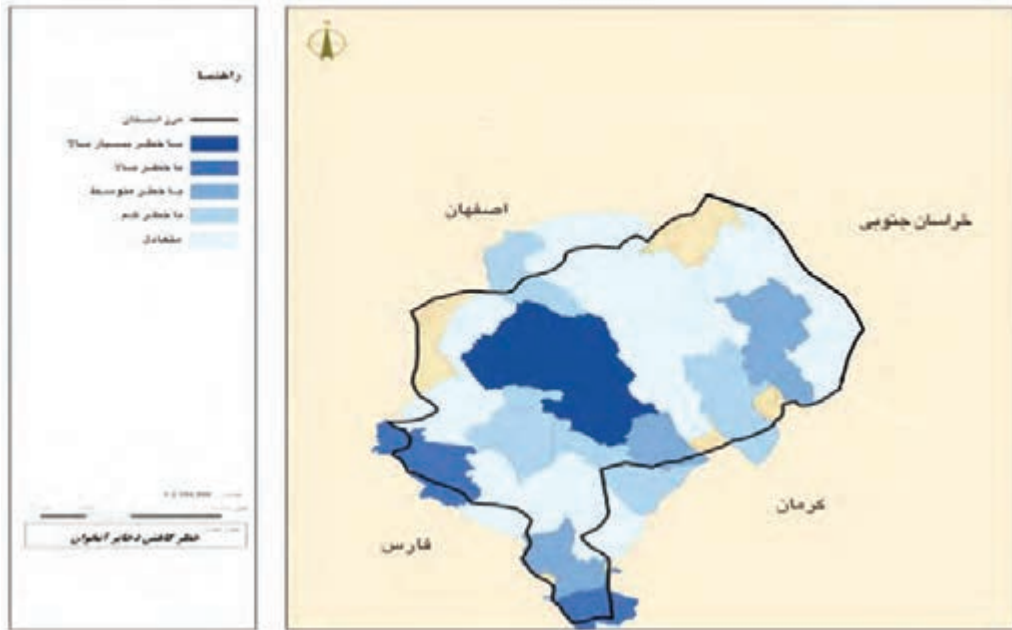 راهنما
مرز استان
با خطر بسیار بالا
با خطر بالا
با خطر متوسط
با خطر کم
متعادل
خطر کاهش ذخایر آبخوان
اصفهان
خراسان جنوبی
کرمان
فارس